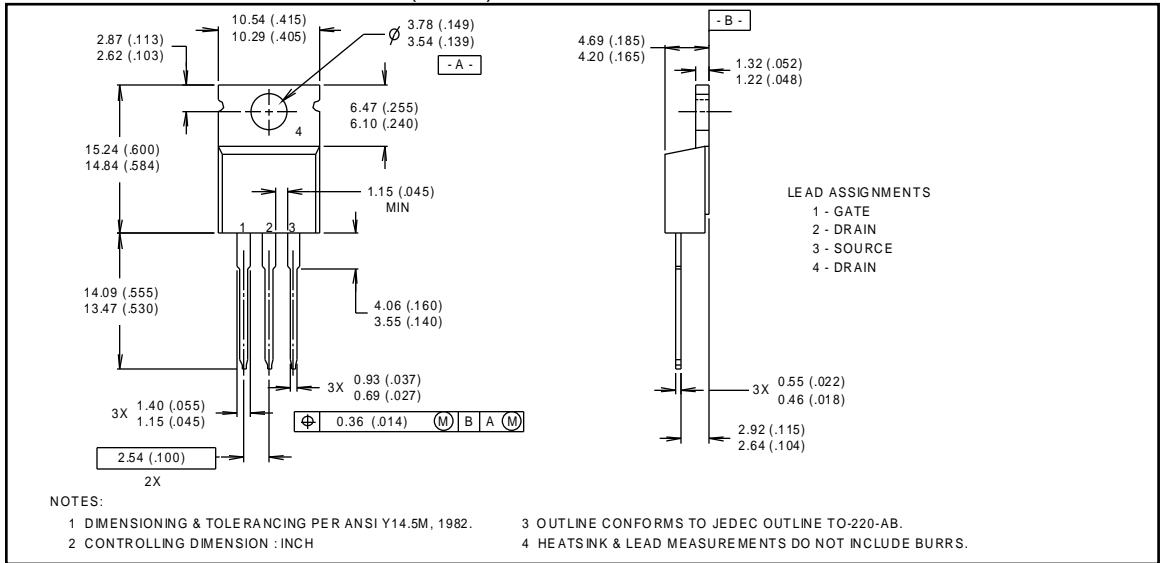 10.54 (.415)
10.29 (.405)
2.87 (.113)
2.62 (.103)
ø 3.78 (.149)
3.54 (.139)
- A -
6.47 (.255)
6.10 (.240)
4
15.24 (.600)
14.84 (.584)
1.15 (.045)
MIN
1 2 3
14.09 (.555)
13.47 (.530)
4.06 (.160)
3.55 (.140)
3X 0.93 (.037)
0.69 (.027)
3X 1.40 (.055)
1.15 (.045)
⌖ 0.36 (.014) Ⓜ B A Ⓜ
2.54 (.100)
2X
- B -
4.69 (.185)
4.20 (.165)
1.32 (.052)
1.22 (.048)
LEAD ASSIGNMENTS
1 - GATE
2 - DRAIN
3 - SOURCE
4 - DRAIN
3X 0.55 (.022)
0.46 (.018)
2.92 (.115)
2.64 (.104)
NOTES:
1 DIMENSIONING & TOLERANCING PER ANSI Y14.5M, 1982.
2 CONTROLLING DIMENSION : INCH
3 OUTLINE CONFORMS TO JEDEC OUTLINE TO-220-AB.
4 HEATSINK & LEAD MEASUREMENTS DO NOT INCLUDE BURRS.